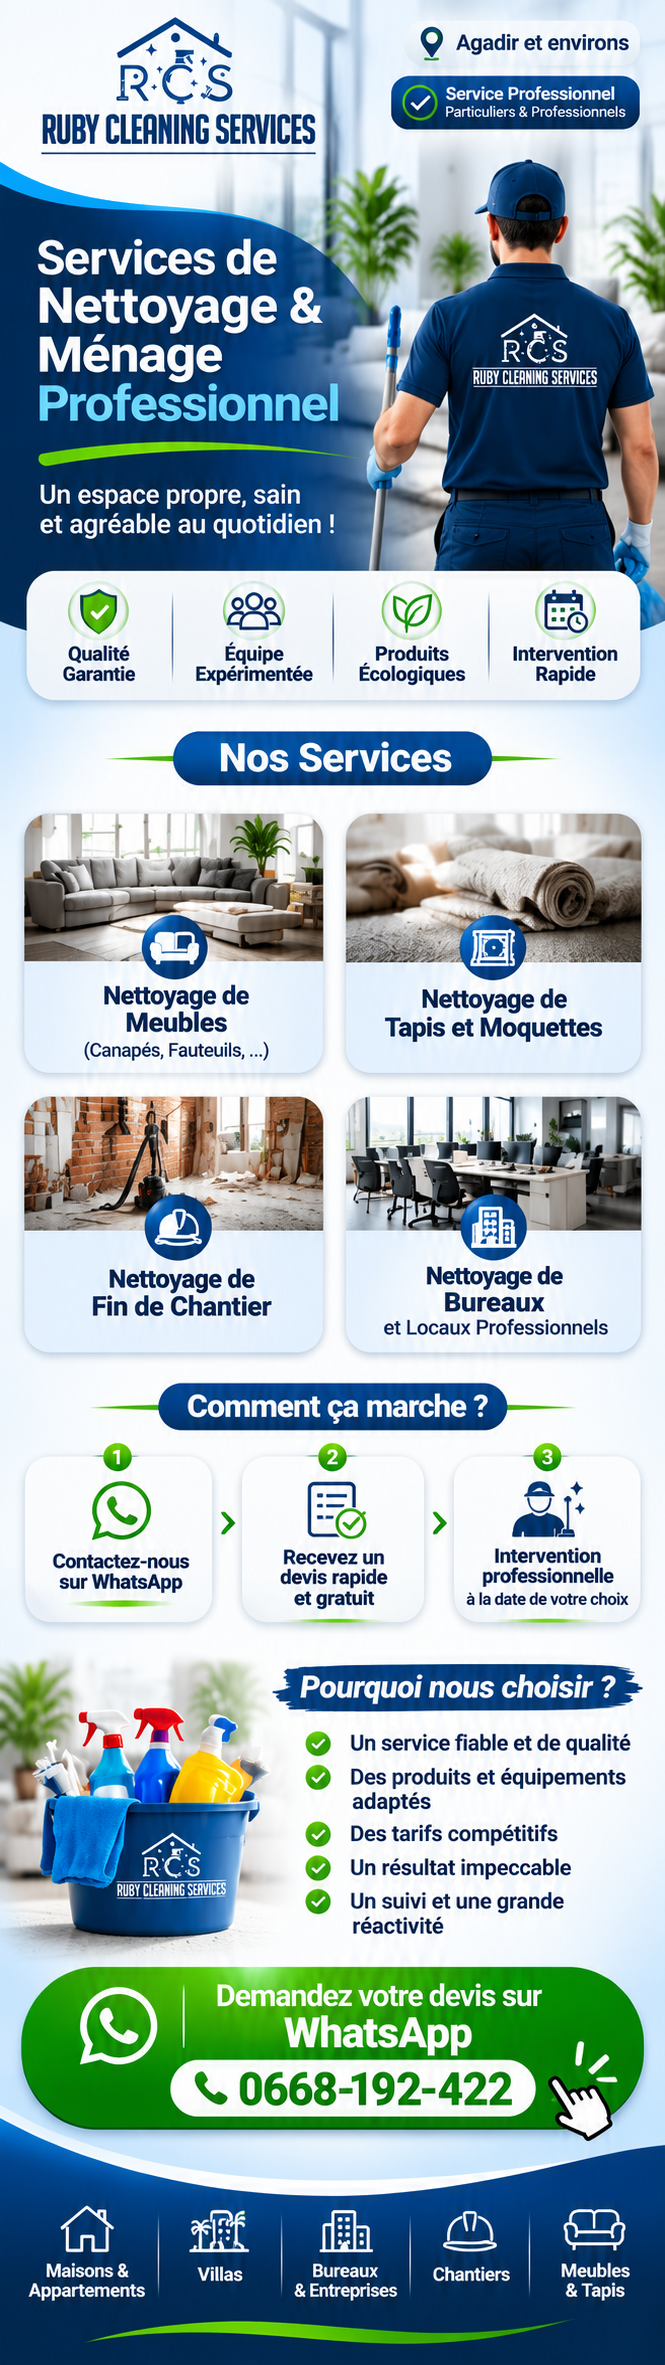 RCS
RUBY CLEANING SERVICES
Agadir et environs
Service Professionnel
Particuliers & Professionnels
Services de
Nettoyage &
Ménage
Professionnel
Un espace propre, sain
et agréable au quotidien !
RCS
RUBY CLEANING SERVICES
Qualité
Garantie
Équipe
Expérimentée
Produits
Écologiques
Intervention
Rapide
Nos Services
Nettoyage de
Meubles
(Canapés, Fauteuils, ...)
Nettoyage de
Tapis et Moquettes
Nettoyage de
Fin de Chantier
Nettoyage de
Bureaux
et Locaux Professionnels
Comment ça marche ?
1
Contactez-nous
sur WhatsApp
2
Recevez un
devis rapide
et gratuit
3
Intervention
professionnelle
à la date de votre choix
Pourquoi nous choisir ?
Un service fiable et de qualité
Des produits et équipements
adaptés
Des tarifs compétitifs
Un résultat impeccable
Un suivi et une grande
réactivité
RCS
RUBY CLEANING SERVICES
Demandez votre devis sur
WhatsApp
0668-192-422
Maisons &
Appartements
Villas
Bureaux
& Entreprises
Chantiers
Meubles
& Tapis